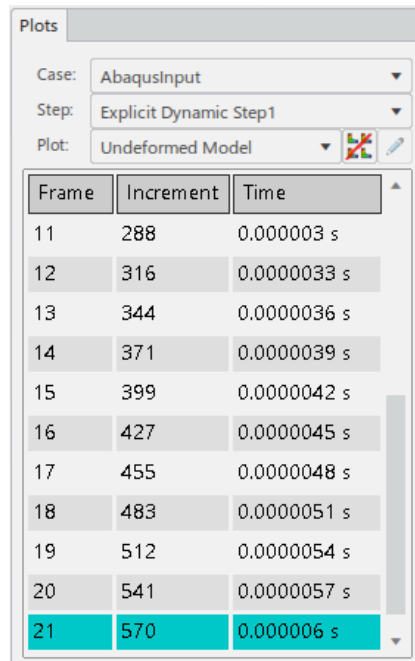 Plots
Case: AbaqusInput
Step: Explicit Dynamic Step1
Plot: Undeformed Model
Frame Increment Time
11 288 0.000003 s
12 316 0.0000033 s
13 344 0.0000036 s
14 371 0.0000039 s
15 399 0.0000042 s
16 427 0.0000045 s
17 455 0.0000048 s
18 483 0.0000051 s
19 512 0.0000054 s
20 541 0.0000057 s
21 570 0.000006 s